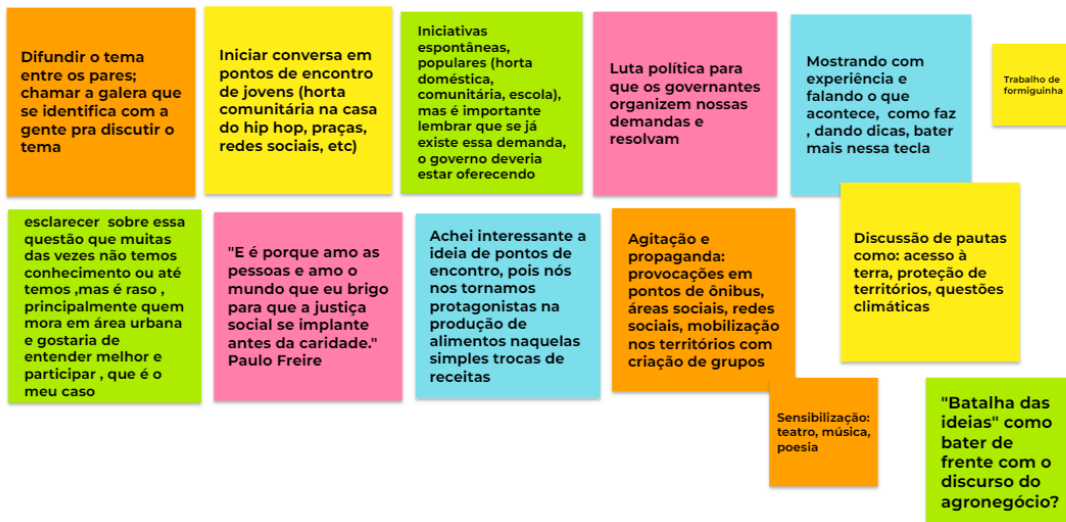 Difundir o tema
entre os pares;
chamar a galera que
se identifica com a
gente pra discutir o
tema
Iniciar conversa em
pontos de encontro
de jovens (horta
comunitária na casa
do hip hop, praças,
redes sociais, etc)
Iniciativas
espontâneas,
populares (horta
doméstica,
comunitária, escola),
mas é importante
lembrar que se já
existe essa demanda,
o governo deveria
estar oferecendo
Luta política para
que os governantes
organizem nossas
demandas e
resolvam
Mostrando com
experiência e
falando o que
acontece, como faz
, dando dicas, bater
mais nessa tecla
Trabalho de
formiguinha
esclarecer sobre essa
questão que muitas
das vezes não temos
conhecimento ou até
temos ,mas é raso ,
principalmente quem
mora em área urbana
e gostaria de
entender melhor e
participar , que é o
meu caso
"E é porque amo as
pessoas e amo o
mundo que eu brigo
para que a justiça
social se implante
antes da caridade."
Paulo Freire
Achei interessante a
ideia de pontos de
encontro, pois nós
nos tornamos
protagonistas na
produção de
alimentos naquelas
simples trocas de
receitas
Agitação e
propaganda:
provocações em
pontos de ônibus,
áreas sociais, redes
sociais, mobilização
nos territórios com
criação de grupos
Discussão de pautas
como: acesso à
terra, proteção de
territórios, questões
climáticas
Sensibilização:
teatro, música,
poesia
"Batalha das
ideias" como
bater de
frente com o
discurso do
agronegócio?